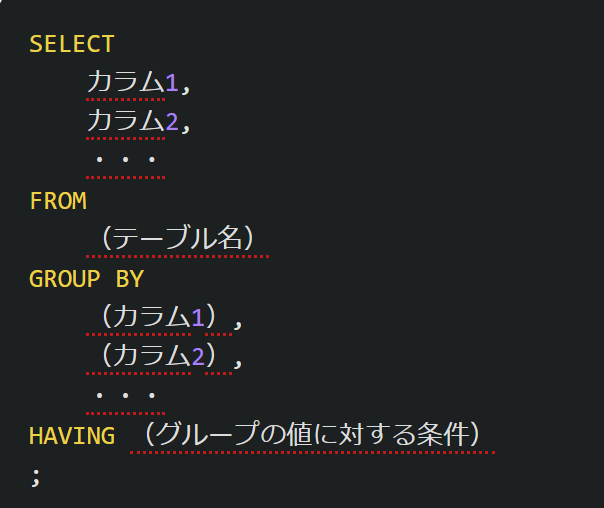 SELECT
カラム1,
カラム2,
・・・
FROM
（テーブル名）
GROUP BY
（カラム1）,
（カラム2）,
・・・
HAVING （グループの値に対する条件）
;